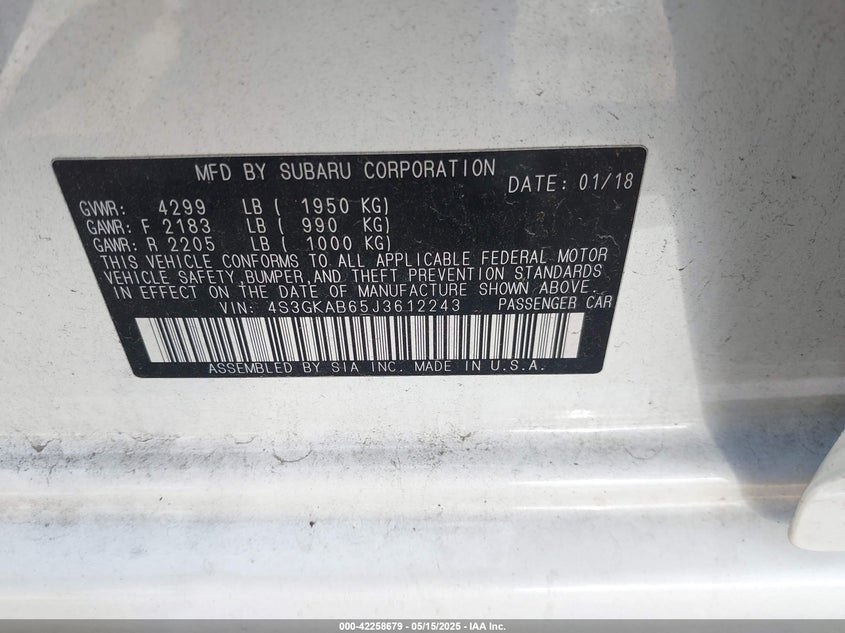 MFD BY SUBARU CORPORATION
DATE: 01/18
GVWR: 4299 LB ( 1950 KG)
GAWR: F 2183 LB ( 990 KG)
GAWR: R 2205 LB ( 1000 KG)
THIS VEHICLE CONFORMS TO ALL APPLICABLE FEDERAL MOTOR
VEHICLE SAFETY,BUMPER,AND THEFT PREVENTION STANDARDS
IN EFFECT ON THE DATE OF MANUFACTURE SHOWN ABOVE.
VIN: 4S3GKAB65J3612243 PASSENGER CAR
ASSEMBLED BY SIA INC. MADE IN U.S.A.
000-42258679 — 05/15/2025 — IAA Inc.